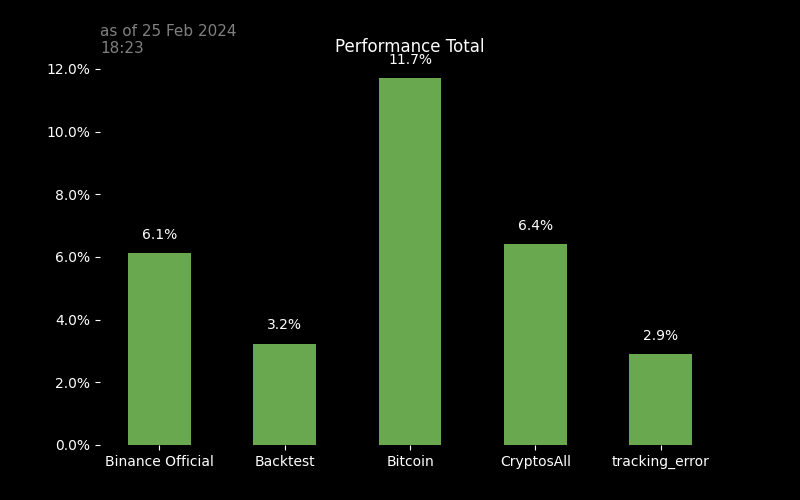 as of 25 Feb 2024
18:23
Performance Total
12.0%
10.0%
8.0%
6.0%
4.0%
2.0%
0.0%
6.1%
3.2%
11.7%
6.4%
2.9%
Binance Official
Backtest
Bitcoin
CryptosAll
tracking_error